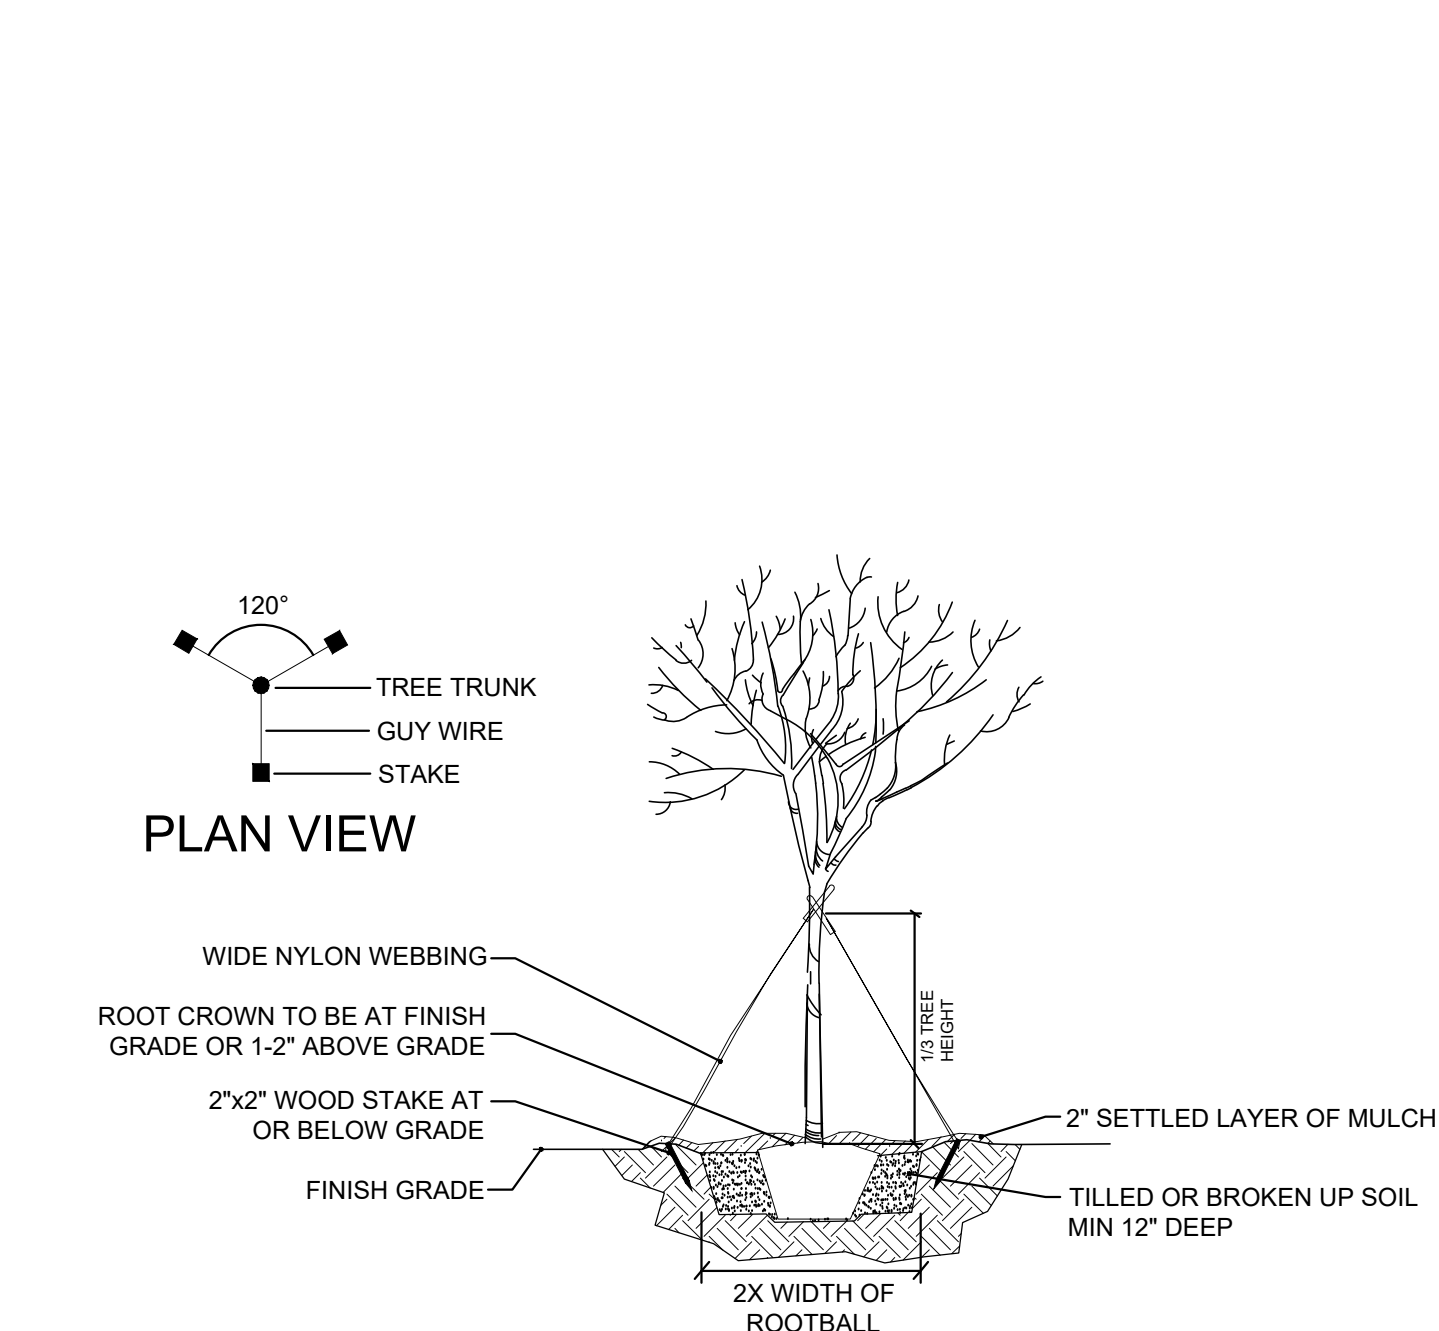 120°
TREE TRUNK
GUY WIRE
STAKE
PLAN VIEW
WIDE NYLON WEBBING
ROOT CROWN TO BE AT FINISH
GRADE OR 1-2" ABOVE GRADE
2"x2" WOOD STAKE AT
OR BELOW GRADE
FINISH GRADE
1/3 TREE
HEIGHT
2" SETTLED LAYER OF MULCH
TILLED OR BROKEN UP SOIL
MIN 12" DEEP
2X WIDTH OF
ROOTBALL